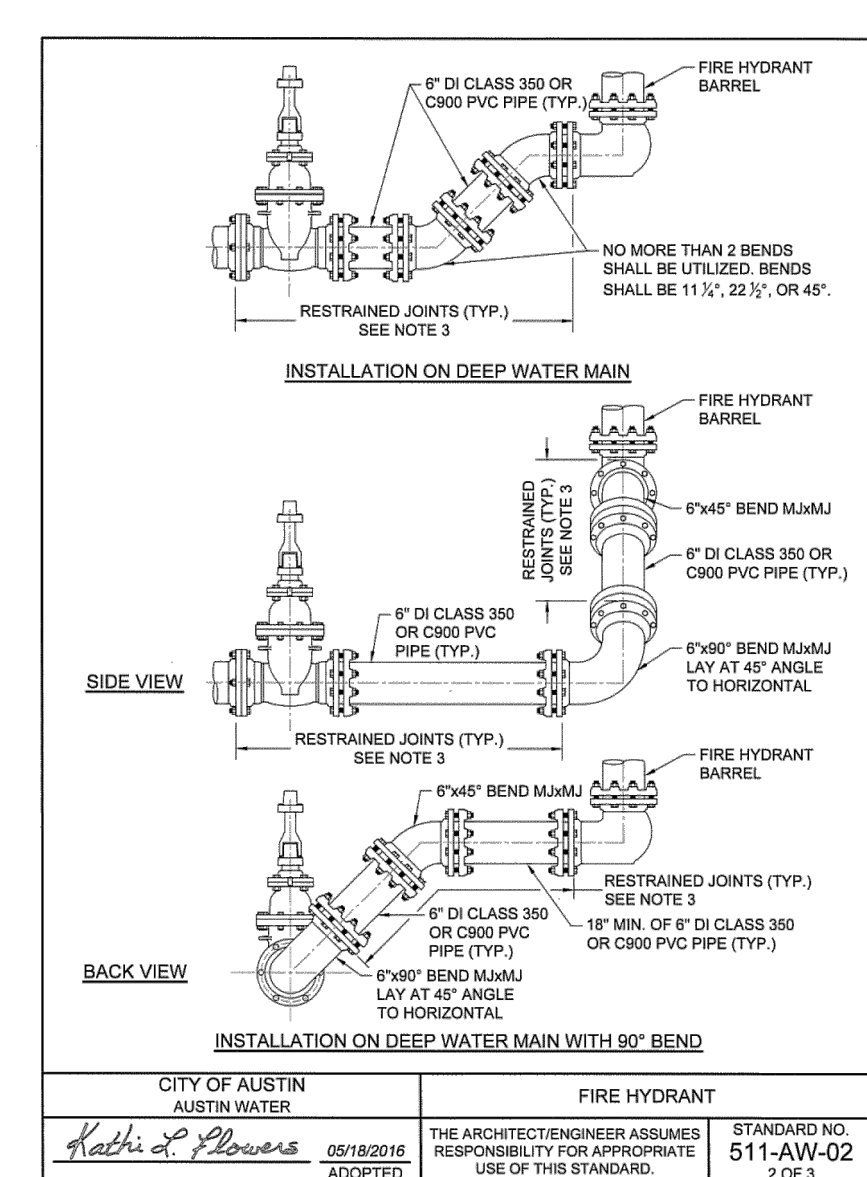 6" DI CLASS 350 OR
C900 PVC PIPE (TYP.)
FIRE HYDRANT
BARREL
NO MORE THAN 2 BENDS
SHALL BE UTILIZED. BENDS
SHALL BE 11 ¼°, 22 ½°, OR 45°.
RESTRAINED JOINTS (TYP.)
SEE NOTE 3
INSTALLATION ON DEEP WATER MAIN
FIRE HYDRANT
BARREL
RESTRAINED
JOINTS (TYP.)
SEE NOTE 3
6"x45° BEND MJxMJ
6" DI CLASS 350 OR
C900 PVC PIPE (TYP.)
6" DI CLASS 350
OR C900 PVC
PIPE (TYP.)
6"x90° BEND MJxMJ
LAY AT 45° ANGLE
TO HORIZONTAL
SIDE VIEW
RESTRAINED JOINTS (TYP.)
SEE NOTE 3
FIRE HYDRANT
BARREL
6"x45° BEND MJxMJ
RESTRAINED JOINTS (TYP.)
SEE NOTE 3
6" DI CLASS 350
OR C900 PVC
PIPE (TYP.)
18" MIN. OF 6" DI CLASS 350
OR C900 PVC PIPE (TYP.)
BACK VIEW
6"x90° BEND MJxMJ
LAY AT 45° ANGLE
TO HORIZONTAL
INSTALLATION ON DEEP WATER MAIN WITH 90° BEND
CITY OF AUSTIN
AUSTIN WATER
FIRE HYDRANT
Kathi L. Flowers 05/18/2016
ADOPTED
THE ARCHITECT/ENGINEER ASSUMES
RESPONSIBILITY FOR APPROPRIATE
USE OF THIS STANDARD.
STANDARD NO.
511-AW-02
2 OF 3